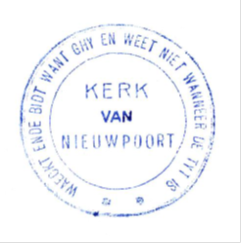 WAECKT ENDE BIDT WANT GHY EN WEET NIET WANNEER DE TYT IS
KERK
VAN
NIEUWPOORT